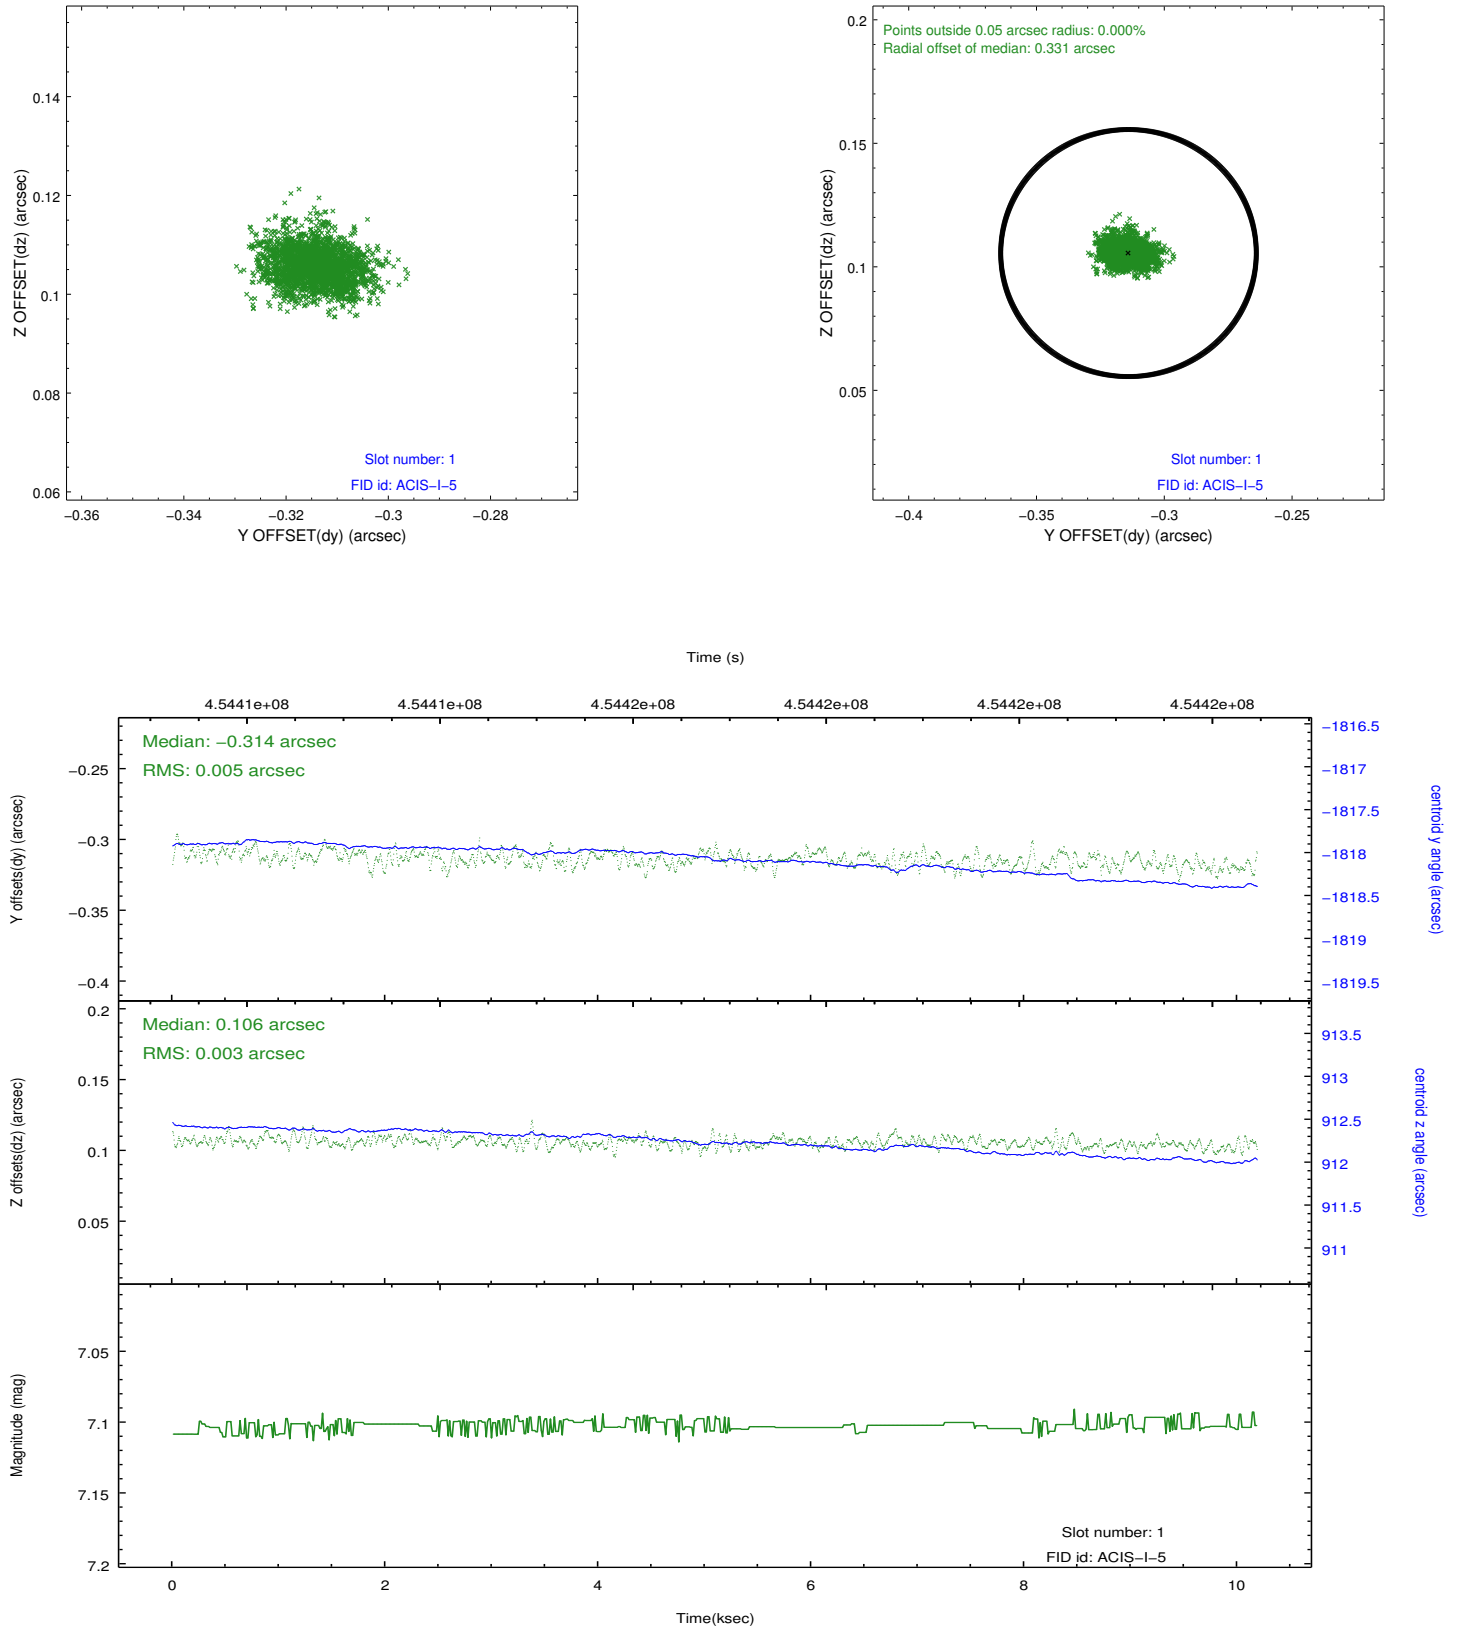 0.14
0.12
0.1
0.08
0.06
Z OFFSET(dz) (arcsec)
Slot number: 1
FID id: ACIS−I−5
−0.36 −0.34 −0.32 −0.3 −0.28
Y OFFSET(dy) (arcsec)
Points outside 0.05 arcsec radius: 0.000%
Radial offset of median: 0.331 arcsec
0.2
0.15
0.1
0.05
Z OFFSET(dz) (arcsec)
Slot number: 1
FID id: ACIS−I−5
−0.4 −0.35 −0.3 −0.25
Y OFFSET(dy) (arcsec)
Time (s)
4.5441e+08 4.5441e+08 4.5442e+08 4.5442e+08 4.5442e+08 4.5442e+08
Median: −0.314 arcsec
RMS: 0.005 arcsec
−0.25
−0.3
−0.35
−0.4
Y offsets(dy) (arcsec)
−1816.5
−1817
−1817.5
−1818
−1818.5
−1819
−1819.5
centroid y angle (arcsec)
Median: 0.106 arcsec
RMS: 0.003 arcsec
0.2
0.15
0.1
0.05
Z offsets(dz) (arcsec)
913.5
913
912.5
912
911.5
911
centroid z angle (arcsec)
7.05
7.1
7.15
7.2
Magnitude (mag)
Slot number: 1
FID id: ACIS−I−5
0 2 4 6 8 10
Time(ksec)